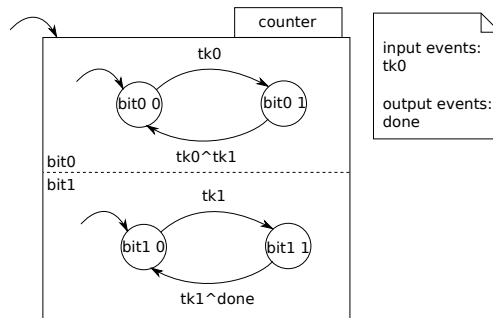 counter
input events:
tk0
output events:
done
tk0
bit0 0
bit0 1
tk0^tk1
bit0
bit1
tk1
bit1 0
bit1 1
tk1^done